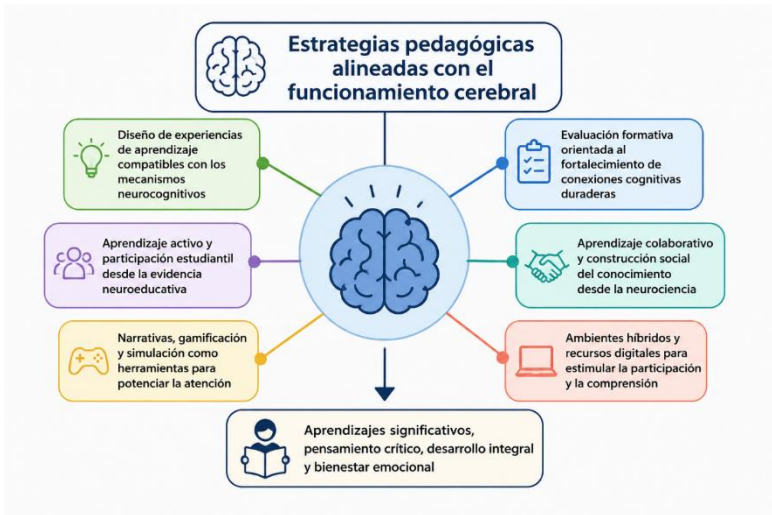 Estrategias pedagógicas
alineadas con el
funcionamiento cerebral
Diseño de experiencias
de aprendizaje
compatibles con los
mecanismos
neurocognitivos
Evaluación formativa
orientada al
fortalecimiento de
conexiones cognitivas
duraderas
Aprendizaje activo y
participación estudiantil
desde la evidencia
neuroeducativa
Aprendizaje colaborativo
y construcción social
del conocimiento
desde la neurociencia
Narrativas, gamificación
y simulación como
herramientas para
potenciar la atención
Ambientes híbridos y
recursos digitales para
estimular la participación
y la comprensión
Aprendizajes significativos,
pensamiento crítico, desarrollo integral
y bienestar emocional